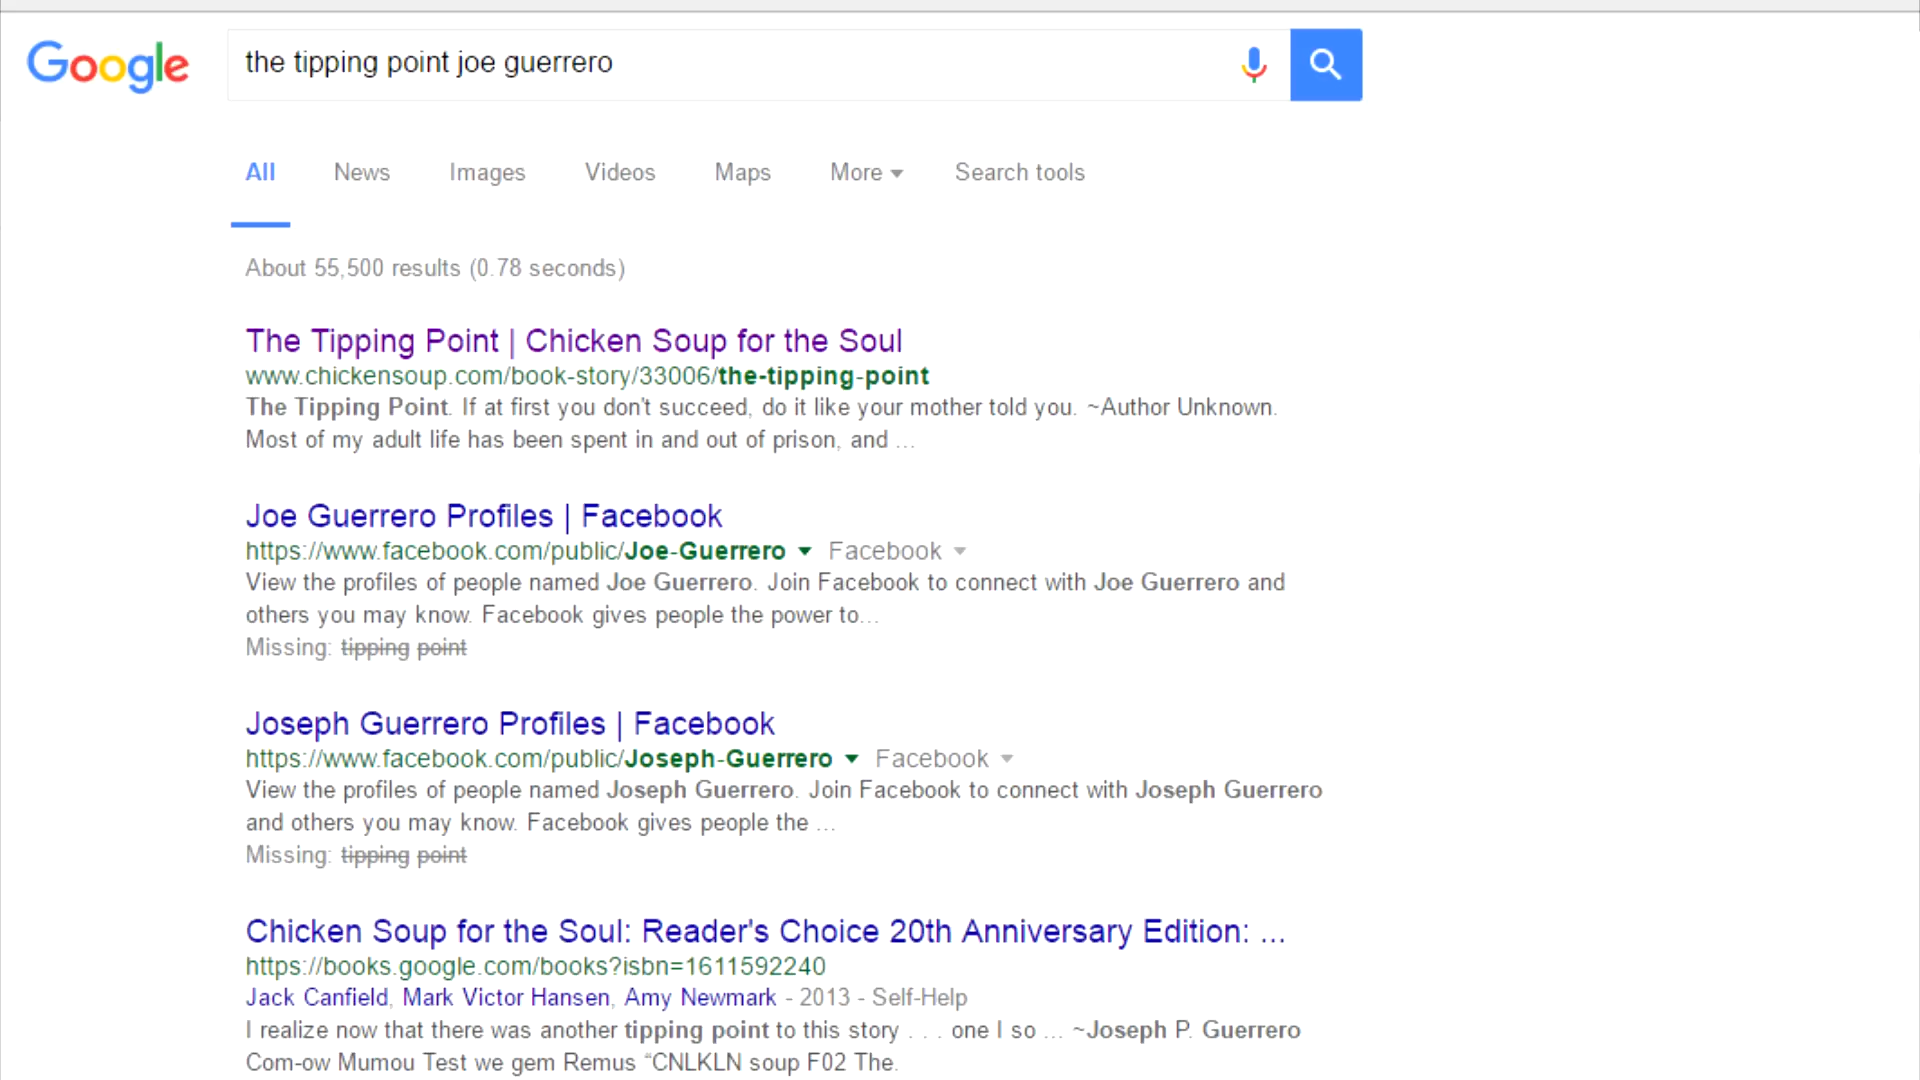 Google
the tipping point joe guerrero
All News Images Videos Maps More Search tools
About 55,500 results (0.78 seconds)
The Tipping Point | Chicken Soup for the Soul
www.chickensoup.com/book-story/33006/the-tipping-point
The Tipping Point. If at first you don't succeed, do it like your mother told you. ~Author Unknown.
Most of my adult life has been spent in and out of prison, and ...
Joe Guerrero Profiles | Facebook
https://www.facebook.com/public/Joe-Guerrero Facebook
View the profiles of people named Joe Guerrero. Join Facebook to connect with Joe Guerrero and
others you may know. Facebook gives people the power to...
Missing: tipping point
Joseph Guerrero Profiles | Facebook
https://www.facebook.com/public/Joseph-Guerrero Facebook
View the profiles of people named Joseph Guerrero. Join Facebook to connect with Joseph Guerrero
and others you may know. Facebook gives people the ...
Missing: tipping point
Chicken Soup for the Soul: Reader's Choice 20th Anniversary Edition: ...
https://books.google.com/books?isbn=1611592240
Jack Canfield, Mark Victor Hansen, Amy Newmark - 2013 - Self-Help
I realize now that there was another tipping point to this story . . . one I so ... ~Joseph P. Guerrero
Com-ow Mumou Test we gem Remus “CNLKLN soup F02 The.